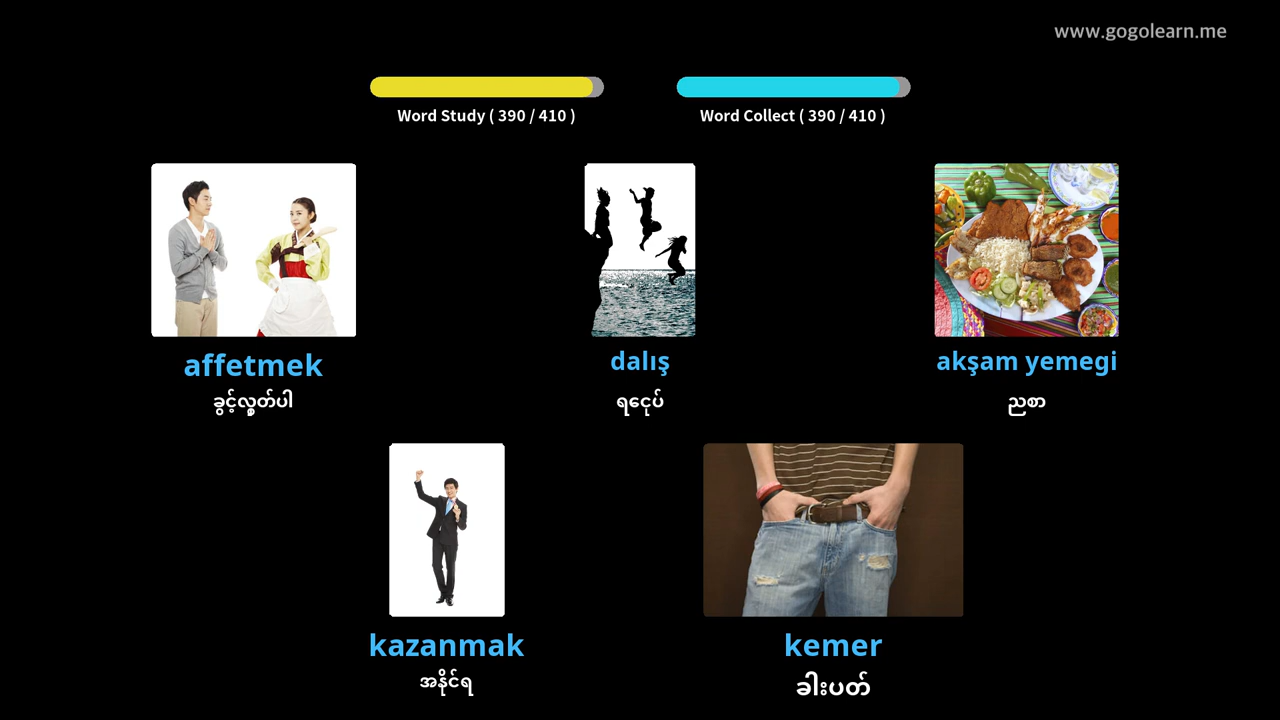 www.gogolearn.me
Word Study ( 390 / 410 )
Word Collect ( 390 / 410 )
affetmek
ခွင့်လွှတ်ပါ
dalış
ရေငုပ်
akşam yemegi
ညစာ
kazanmak
အနိုင်ရ
kemer
ခါးပတ်